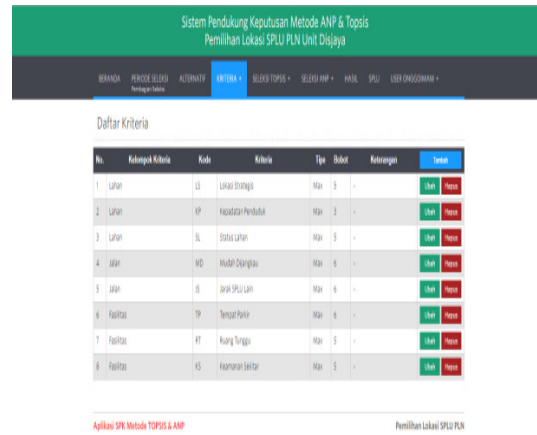 Sistem Pendukung Keputusan Metode ANP & Topsis
Pemilihan Lokasi SPLU PLN Unit Disjaya
BERANDA PERIODE SELEKSI ALTERNATIF KRITERIA SELEKSI TOPSIS SELEKSI ANP HASIL SPLU USER
Pembagian Seleksi
Daftar Kriteria
No. Kelompok Kriteria Kode Kriteria Tipe Bobot Keterangan Tambah
1 Lahan LS Lokasi Strategis Max 5 - Ubah Hapus
2 Lahan KP Kepadatan Penduduk Max 3 - Ubah Hapus
3 Lahan SL Status Lahan Max 5 - Ubah Hapus
4 Jalan MD Mudah Dijangkau Max 6 - Ubah Hapus
5 Jalan JS Jarak SPLU Lain Max 6 - Ubah Hapus
6 Fasilitas TP Tempat Parkir Max 6 - Ubah Hapus
7 Fasilitas RT Ruang Tunggu Max 5 - Ubah Hapus
8 Fasilitas KS Keamanan Sekitar Max 5 - Ubah Hapus
Aplikasi SPK Metode TOPSIS & ANP
Pemilihan Lokasi SPLU PLN